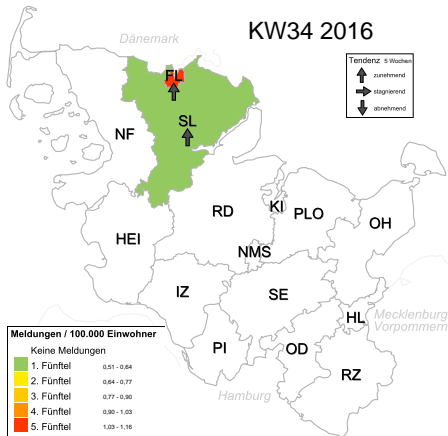 KW34 2016
Dänemark
Tendenz 5 Wochen
zunehmend
stagnierend
abnehmend
FL
SL
NF
RD
KI
PLO
OH
HEI
NMS
IZ
SE
HL
Mecklenburg
Vorpommern
PI
OD
RZ
Hamburg
Meldungen / 100.000 Einwohner
Keine Meldungen
1. Fünftel 0,51 - 0,64
2. Fünftel 0,64 - 0,77
3. Fünftel 0,77 - 0,90
4. Fünftel 0,90 - 1,03
5. Fünftel 1,03 - 1,16